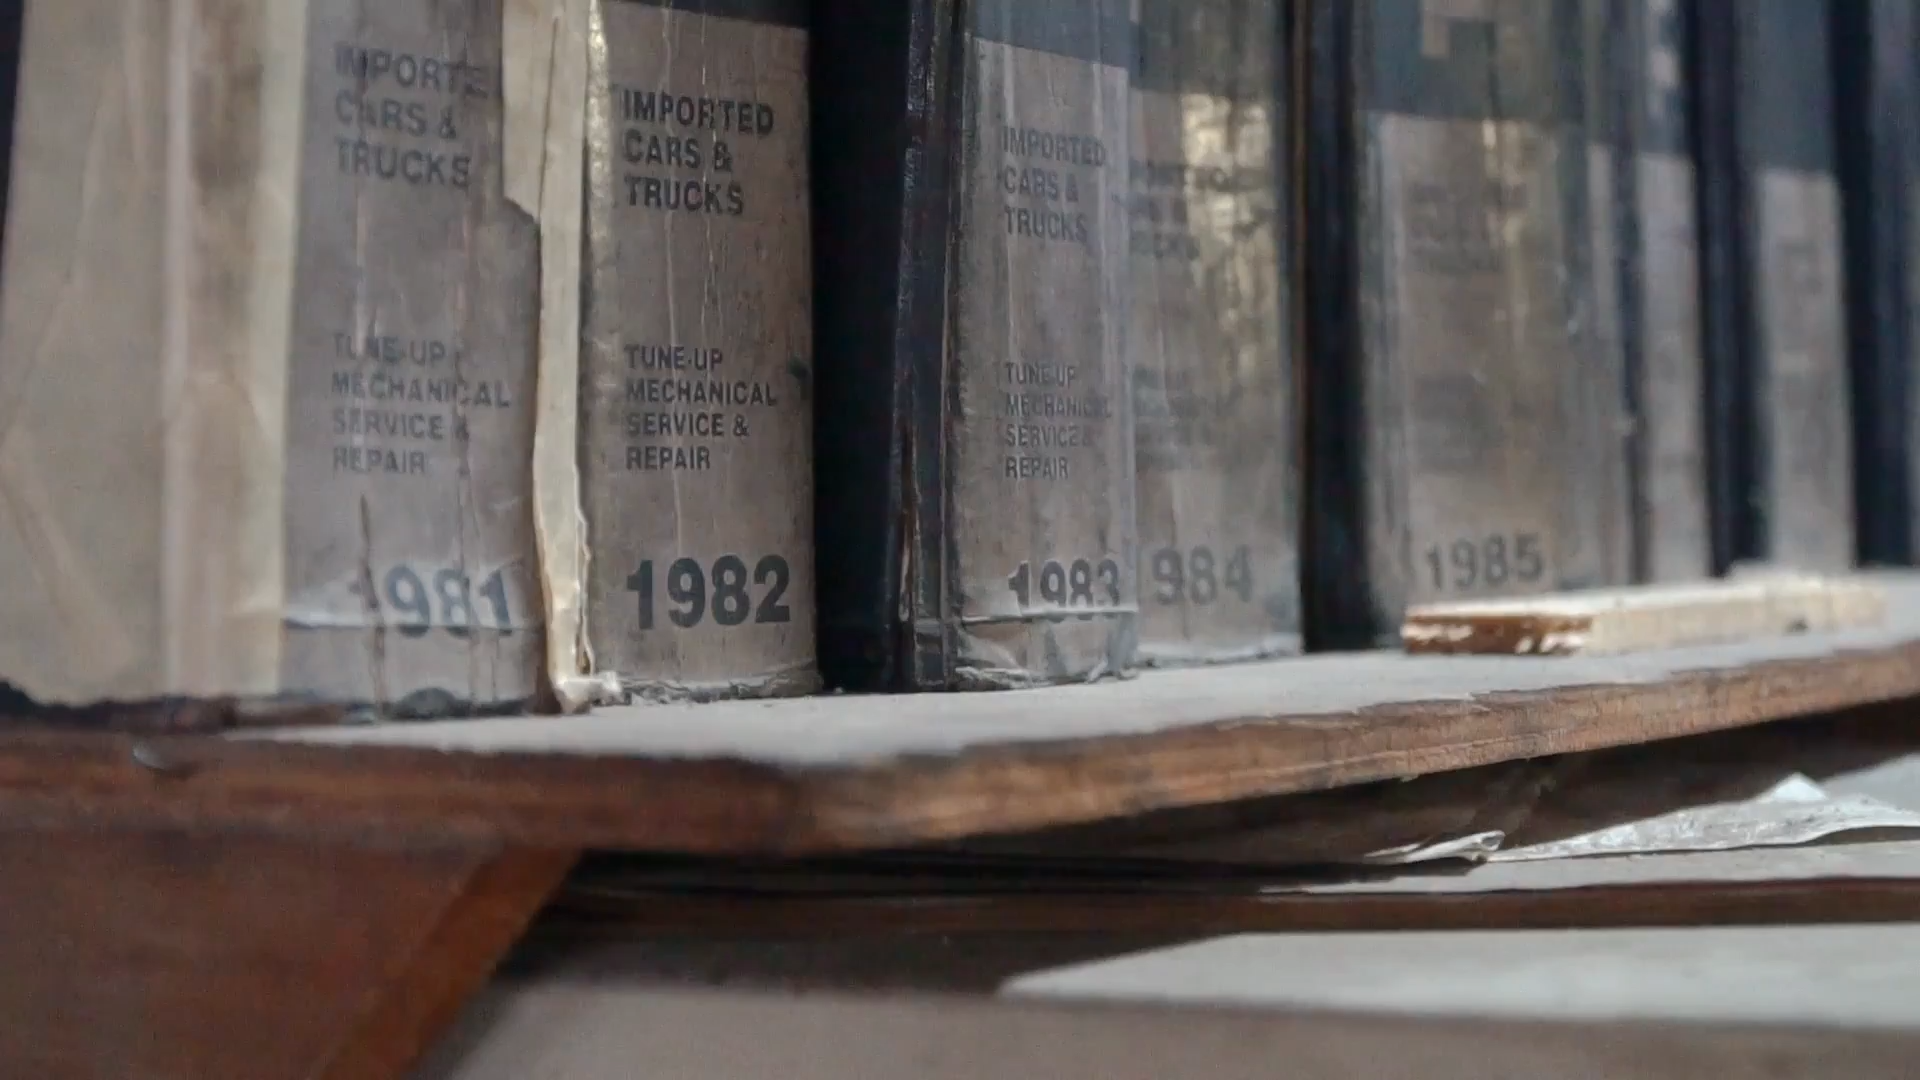 IMPORTE
CARS &
TRUCKS
TUNE-UP
MECHANICAL
SERVICE &
REPAIR
1981
IMPORTED
CARS &
TRUCKS
TUNE-UP
MECHANICAL
SERVICE &
REPAIR
1982
IMPORTED
CARS &
TRUCKS
TUNE-UP
MECHANICAL
SERVICE &
REPAIR
1983
984
1985